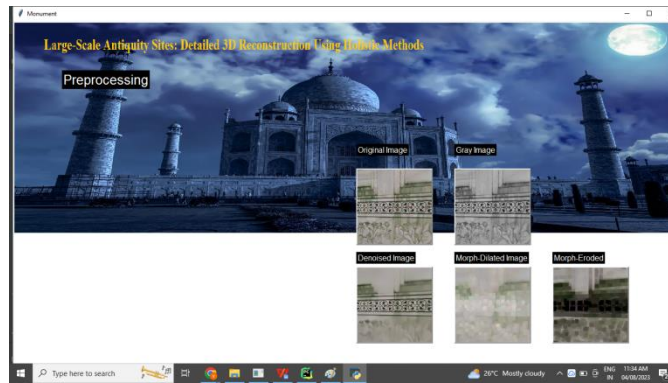 Monument
Large-Scale Antiquity Sites: Detailed 3D Reconstruction Using Holistic Methods
Preprocessing
Original Image
Gray Image
Denoised Image
Morph-Dilated Image
Morph-Eroded
Type here to search
26°C Mostly cloudy
ENG
IN
11:34 AM
04/08/2023